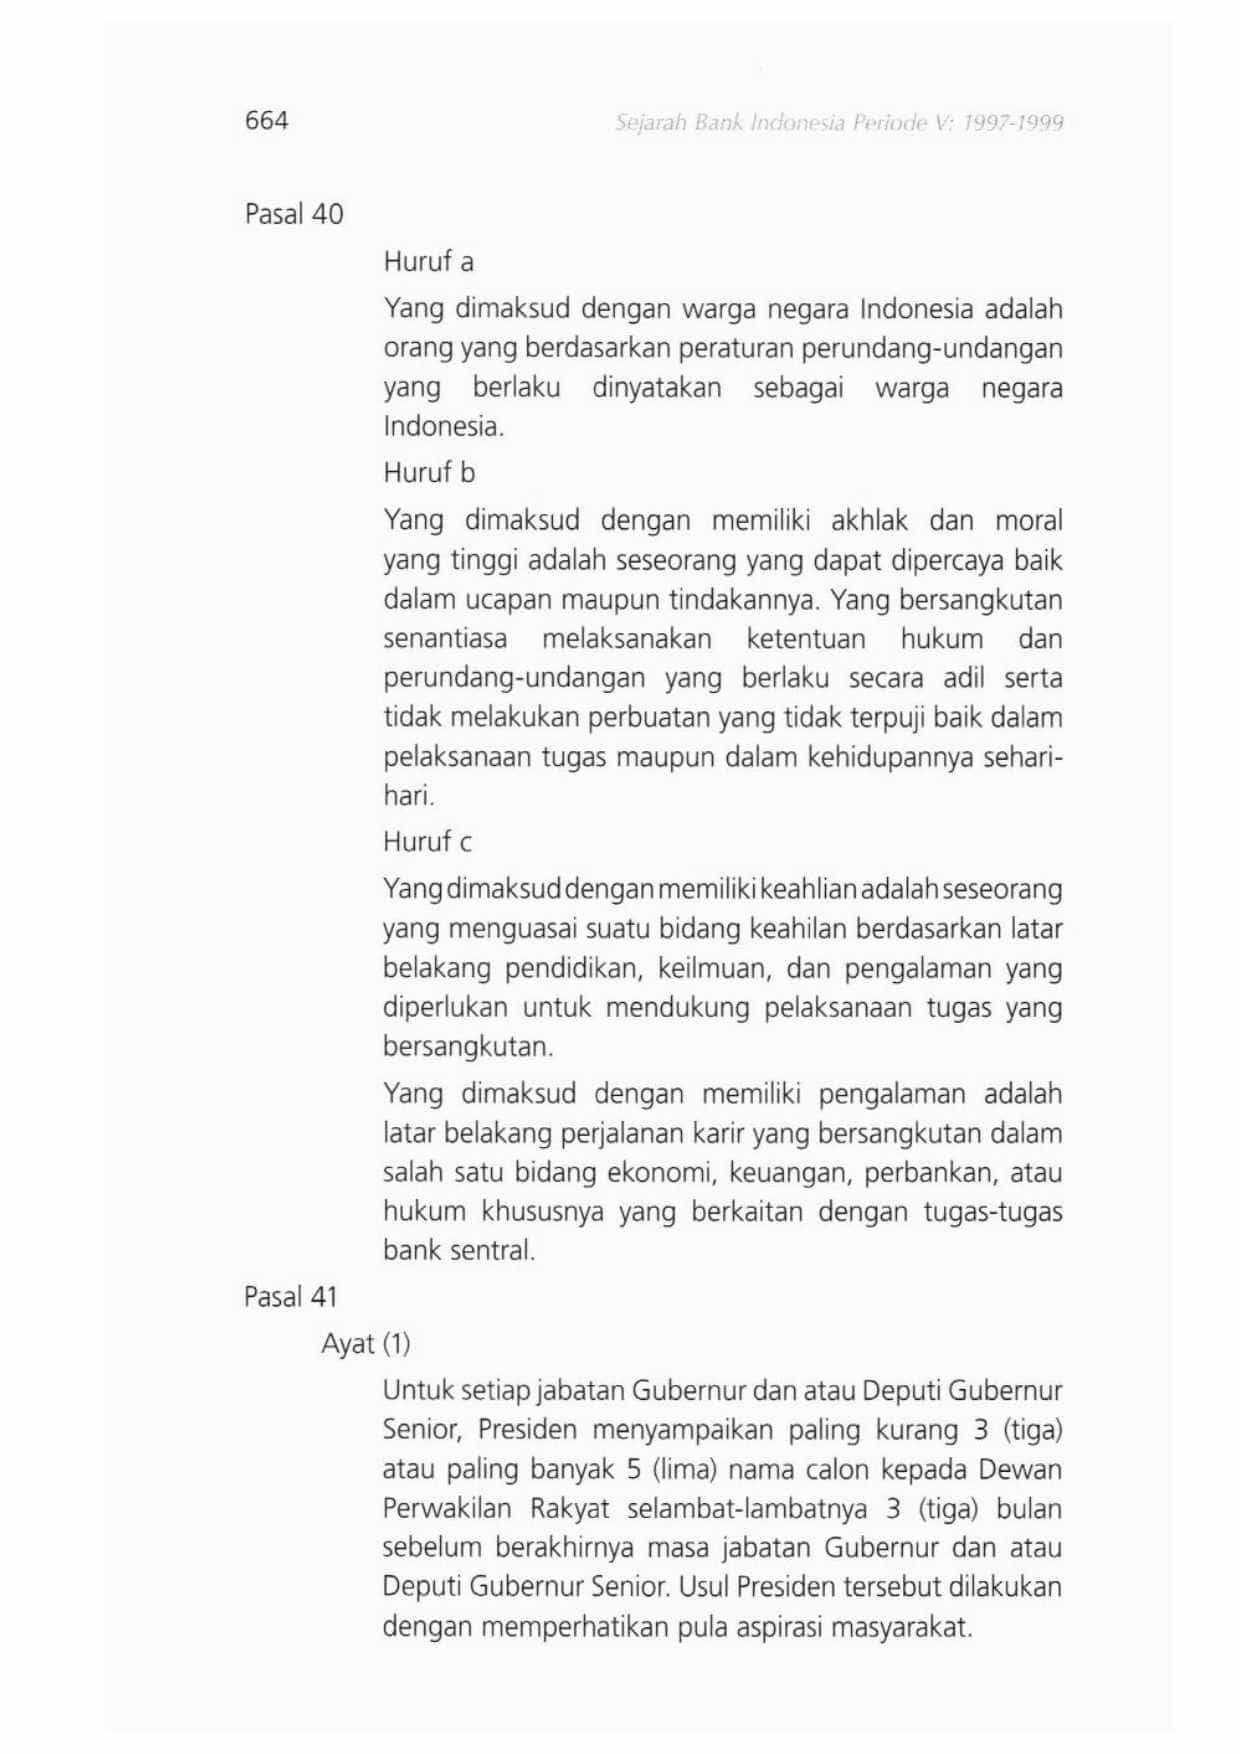 664
Sejarah Bank Indonesia Periode V: 1997-1999
Pasal 40
Huruf a
Yang dimaksud dengan warga negara Indonesia adalah
orang yang berdasarkan peraturan perundang-undangan
yang berlaku dinyatakan sebagai warga negara
Indonesia.
Huruf b
Yang dimaksud dengan memiliki akhlak dan moral
yang tinggi adalah seseorang yang dapat dipercaya baik
dalam ucapan maupun tindakannya. Yang bersangkutan
senantiasa melaksanakan ketentuan hukum dan
perundang-undangan yang berlaku secara adil serta
tidak melakukan perbuatan yang tidak terpuji baik dalam
pelaksanaan tugas maupun dalam kehidupannya sehari-
hari.
Huruf c
Yang dimaksud dengan memiliki keahlian adalah seseorang
yang menguasai suatu bidang keahilan berdasarkan latar
belakang pendidikan, keilmuan, dan pengalaman yang
diperlukan untuk mendukung pelaksanaan tugas yang
bersangkutan.
Yang dimaksud dengan memiliki pengalaman adalah
latar belakang perjalanan karir yang bersangkutan dalam
salah satu bidang ekonomi, keuangan, perbankan, atau
hukum khususnya yang berkaitan dengan tugas-tugas
bank sentral.
Pasal 41
Ayat (1)
Untuk setiap jabatan Gubernur dan atau Deputi Gubernur
Senior, Presiden menyampaikan paling kurang 3 (tiga)
atau paling banyak 5 (lima) nama calon kepada Dewan
Perwakilan Rakyat selambat-lambatnya 3 (tiga) bulan
sebelum berakhirnya masa jabatan Gubernur dan atau
Deputi Gubernur Senior. Usul Presiden tersebut dilakukan
dengan memperhatikan pula aspirasi masyarakat.